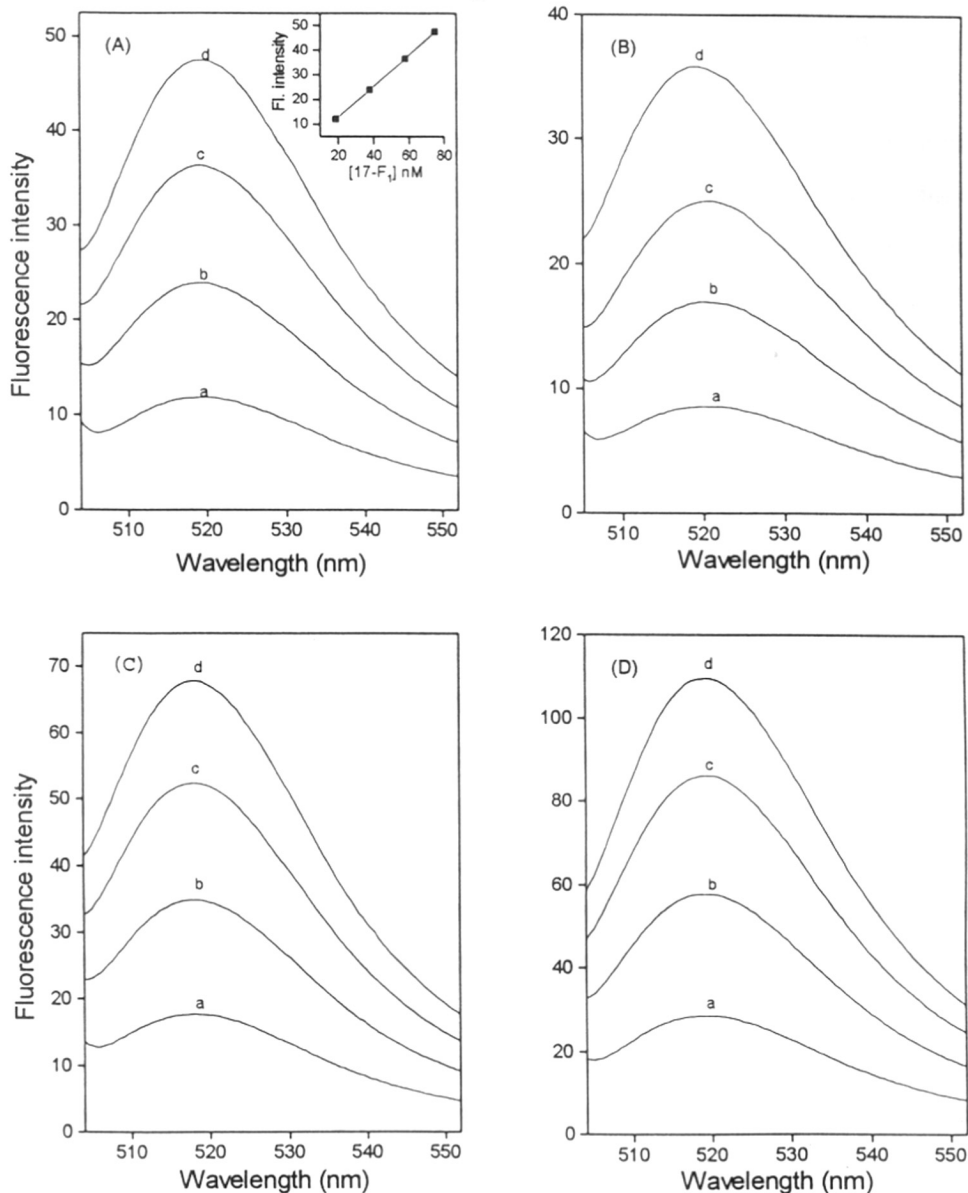 (A)
50
40
30
20
10
0
Fluorescence intensity
d
c
b
a
Fl. intensity
50
40
30
20
10
20 40 60 80
[17-F1] nM
510 520 530 540 550
Wavelength (nm)
(B)
40
30
20
10
0
d
c
b
a
510 520 530 540 550
Wavelength (nm)
(C)
70
60
50
40
30
20
10
0
Fluorescence intensity
d
c
b
a
510 520 530 540 550
Wavelength (nm)
(D)
120
100
80
60
40
20
0
d
c
b
a
510 520 530 540 550
Wavelength (nm)